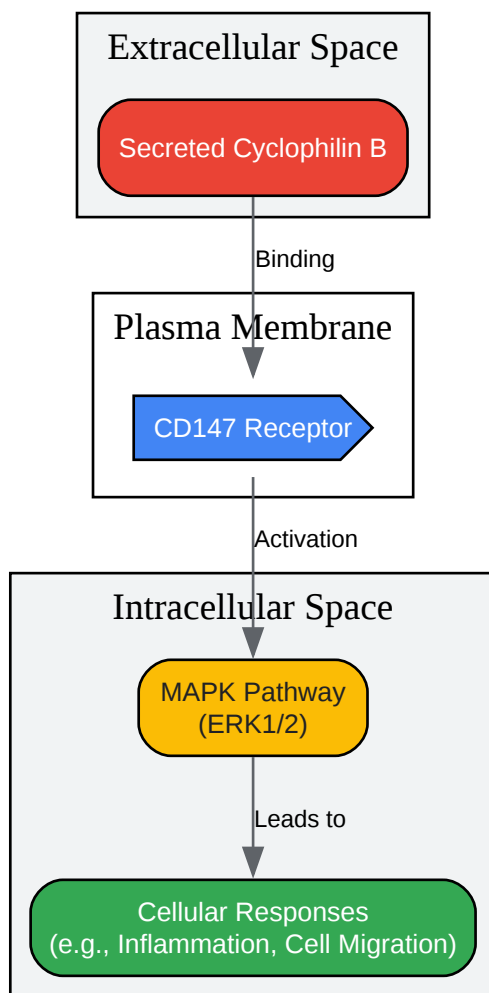 Extracellular Space
Secreted Cyclophilin B
Binding
Plasma Membrane
CD147 Receptor
Activation
Intracellular Space
MAPK Pathway
(ERK1/2)
Leads to
Cellular Responses
(e.g., Inflammation, Cell Migration)